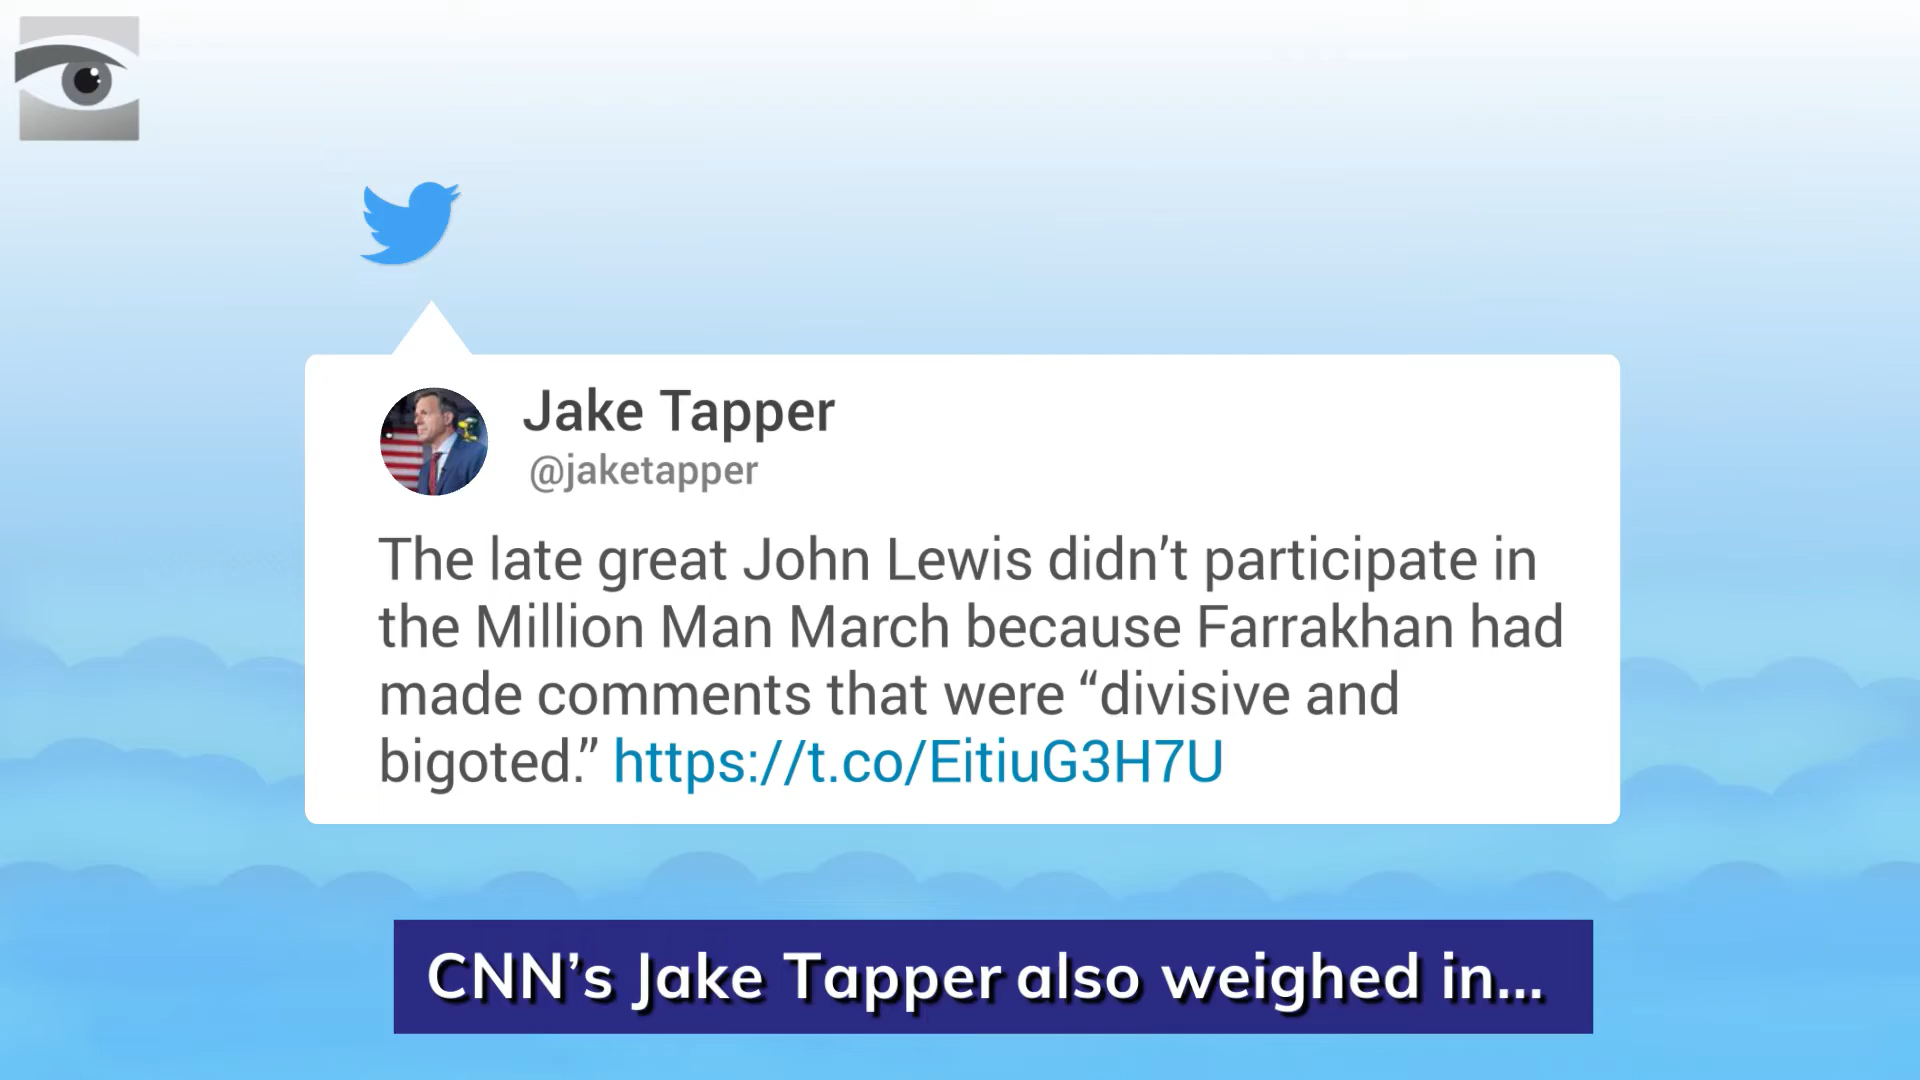 Jake Tapper
@jaketapper
The late great John Lewis didn’t participate in
the Million Man March because Farrakhan had
made comments that were “divisive and
bigoted.” https://t.co/EitiuG3H7U
CNN’s Jake Tapper also weighed in...